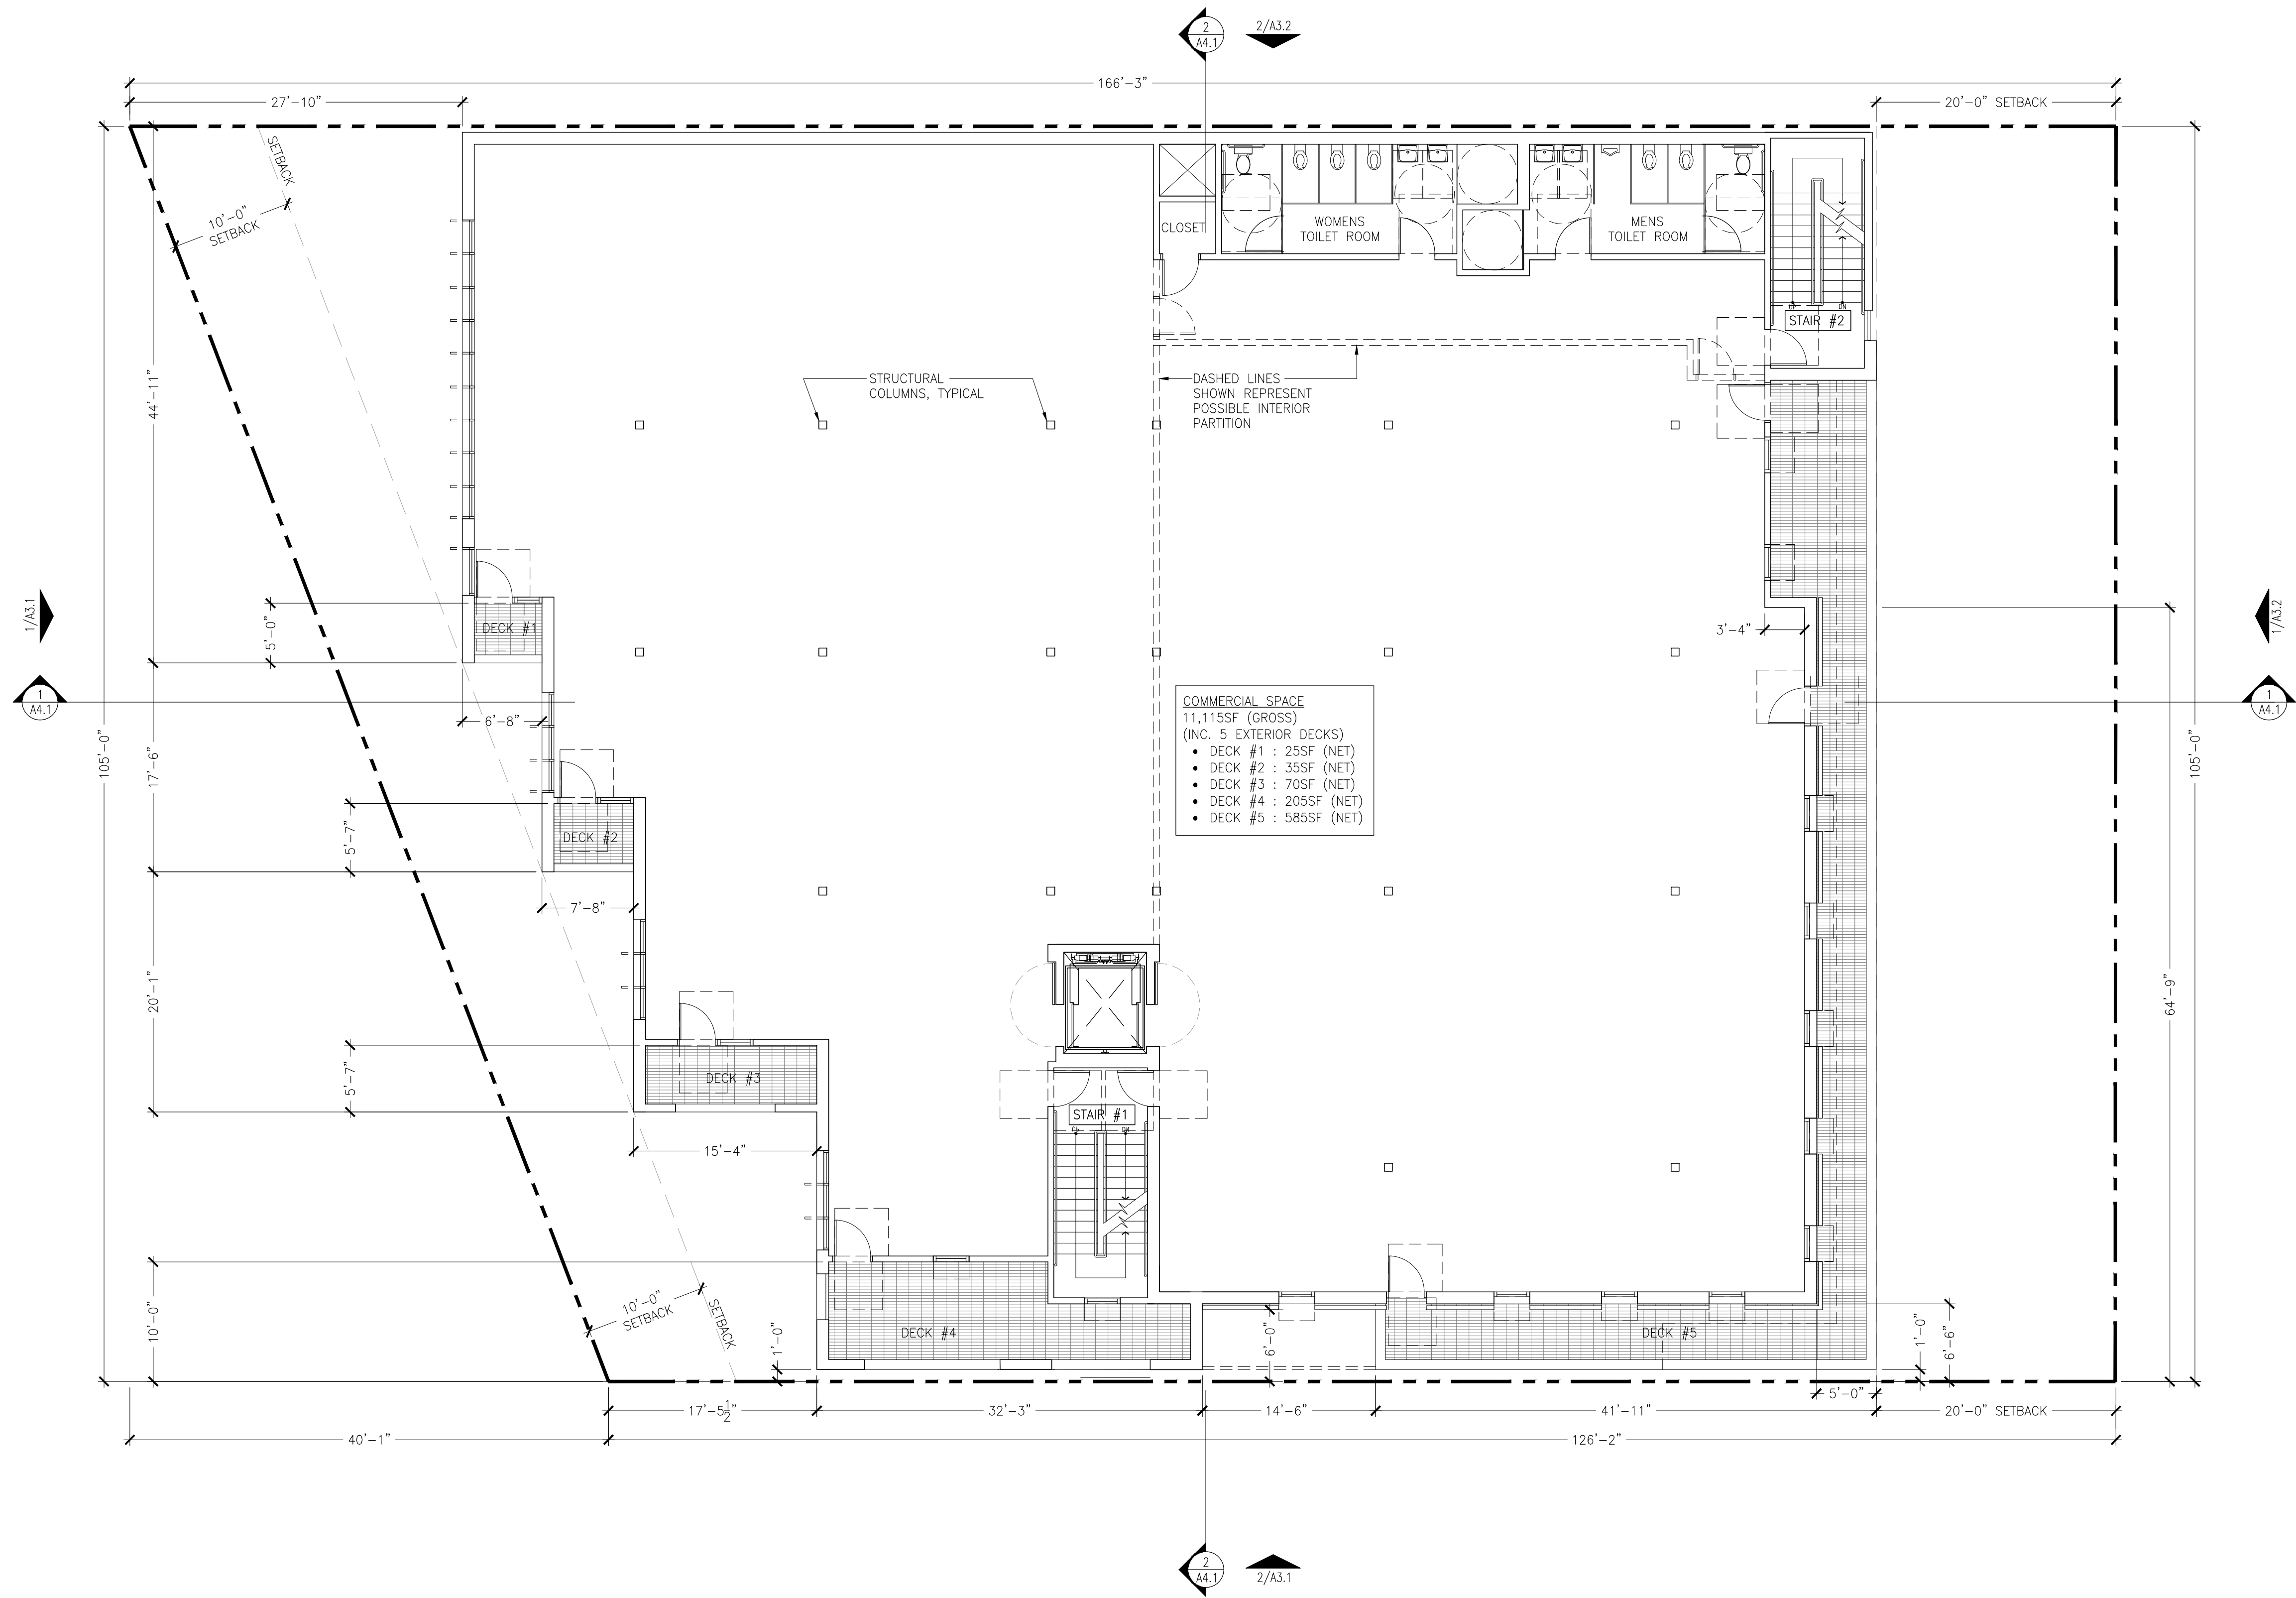 2
A4.1
2/A3.2
166'-3"
27'-10"
20'-0" SETBACK
SETBACK
10'-0"
SETBACK
CLOSET
WOMENS
TOILET ROOM
MENS
TOILET ROOM
UP
DN
STAIR #2
44'-11"
STRUCTURAL
COLUMNS, TYPICAL
DASHED LINES
SHOWN REPRESENT
POSSIBLE INTERIOR
PARTITION
1/A3.1
1/A3.2
5'-0"
DECK #1
3'-4"
1
A4.1
1
A4.1
6'-8"
105'-0"
17'-6"
105'-0"
COMMERCIAL SPACE
11,115SF (GROSS)
(INC. 5 EXTERIOR DECKS)
• DECK #1 : 25SF (NET)
• DECK #2 : 35SF (NET)
• DECK #3 : 70SF (NET)
• DECK #4 : 205SF (NET)
• DECK #5 : 585SF (NET)
5'-7"
DECK #2
7'-8"
20'-1"
64'-9"
5'-7"
DECK #3
STAIR #1
UP
DN
15'-4"
10'-0"
10'-0"
SETBACK
SETBACK
1'-0"
DECK #4
6'-0"
DECK #5
1'-0"
6'-6"
5'-0"
17'-5 1/2"
32'-3"
14'-6"
41'-11"
20'-0" SETBACK
40'-1"
126'-2"
2
A4.1
2/A3.1